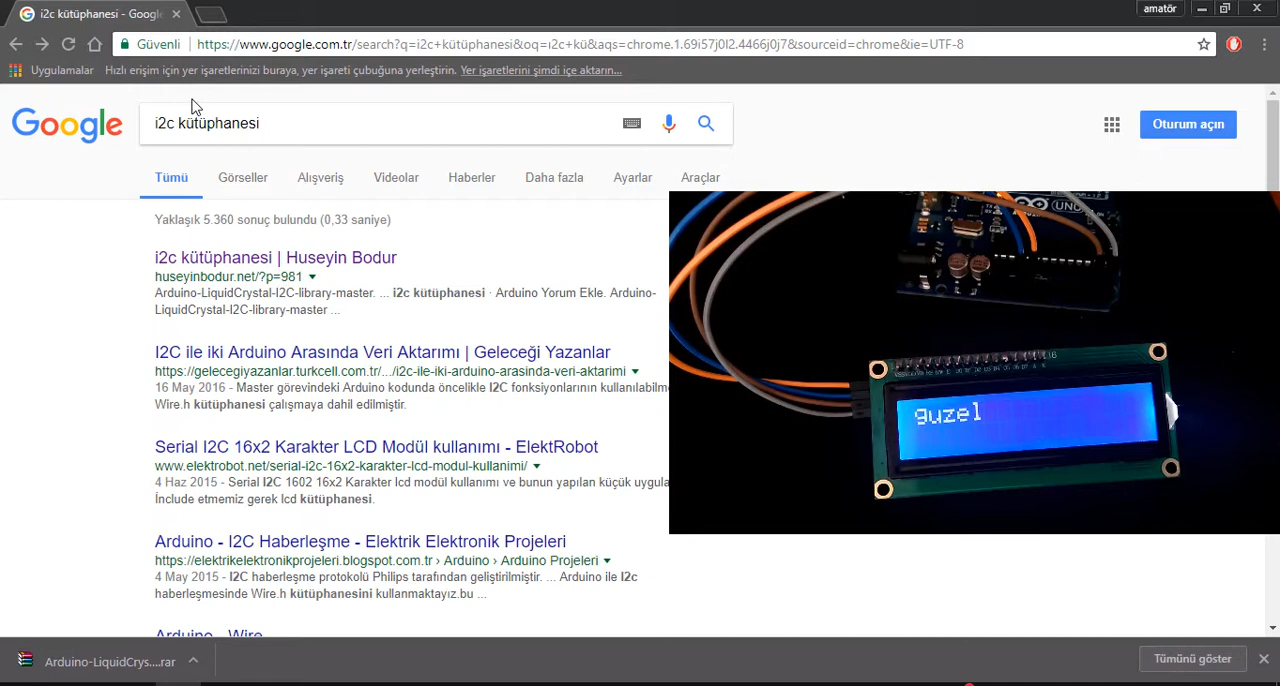 i2c kütüphanesi - Googl
amatör
Güvenli
https://www.google.com.tr/search?q=i2c+kütüphanesi&oq=ı2c+kü&aqs=chrome.1.69i57j0l2.4466j0j7&sourceid=chrome&ie=UTF-8
Uygulamalar
Hızlı erişim için yer işaretlerinizi buraya, yer işareti çubuğuna yerleştirin. Yer işaretlerini şimdi içe aktarın...
Google
i2c kütüphanesi
Oturum açın
Tümü Görseller Alışveriş Videolar Haberler Daha fazla Ayarlar Araçlar
Yaklaşık 5.360 sonuç bulundu (0,33 saniye)
i2c kütüphanesi | Huseyin Bodur
huseyinbodur.net/?p=981
Arduino-LiquidCrystal-I2C-library-master. ... i2c kütüphanesi · Arduino Yorum Ekle. Arduino-
LiquidCrystal-I2C-library-master ...
I2C ile iki Arduino Arasında Veri Aktarımı | Geleceği Yazanlar
https://gelecegiyazanlar.turkcell.com.tr/.../i2c-ile-iki-arduino-arasinda-veri-aktarimi
16 May 2016 - Master görevindeki Arduino kodunda öncelikle I2C fonksiyonlarının kullanılabilm
Wire.h kütüphanesi çalışmaya dahil edilmiştir.
Serial I2C 16x2 Karakter LCD Modül kullanımı - ElektRobot
www.elektrobot.net/serial-i2c-16x2-karakter-lcd-modul-kullanimi/
4 Haz 2015 - Serial I2C 1602 16x2 Karakter lcd modül kullanımı ve bunun yapılan küçük uygula
İnclude etmemiz gerek lcd kütüphanesi.
Arduino - I2C Haberleşme - Elektrik Elektronik Projeleri
https://elektrikelektronikprojeleri.blogspot.com.tr › Arduino › Arduino Projeleri
4 May 2015 - I2C haberleşme protokolü Philips tarafından geliştirilmiştir. ... Arduino ile I2c
haberleşmesinde Wire.h kütüphanesini kullanmaktayız.bu ...
Arduino - Wire
UNO
16
guzel
Arduino-LiquidCrys....rar
Tümünü göster